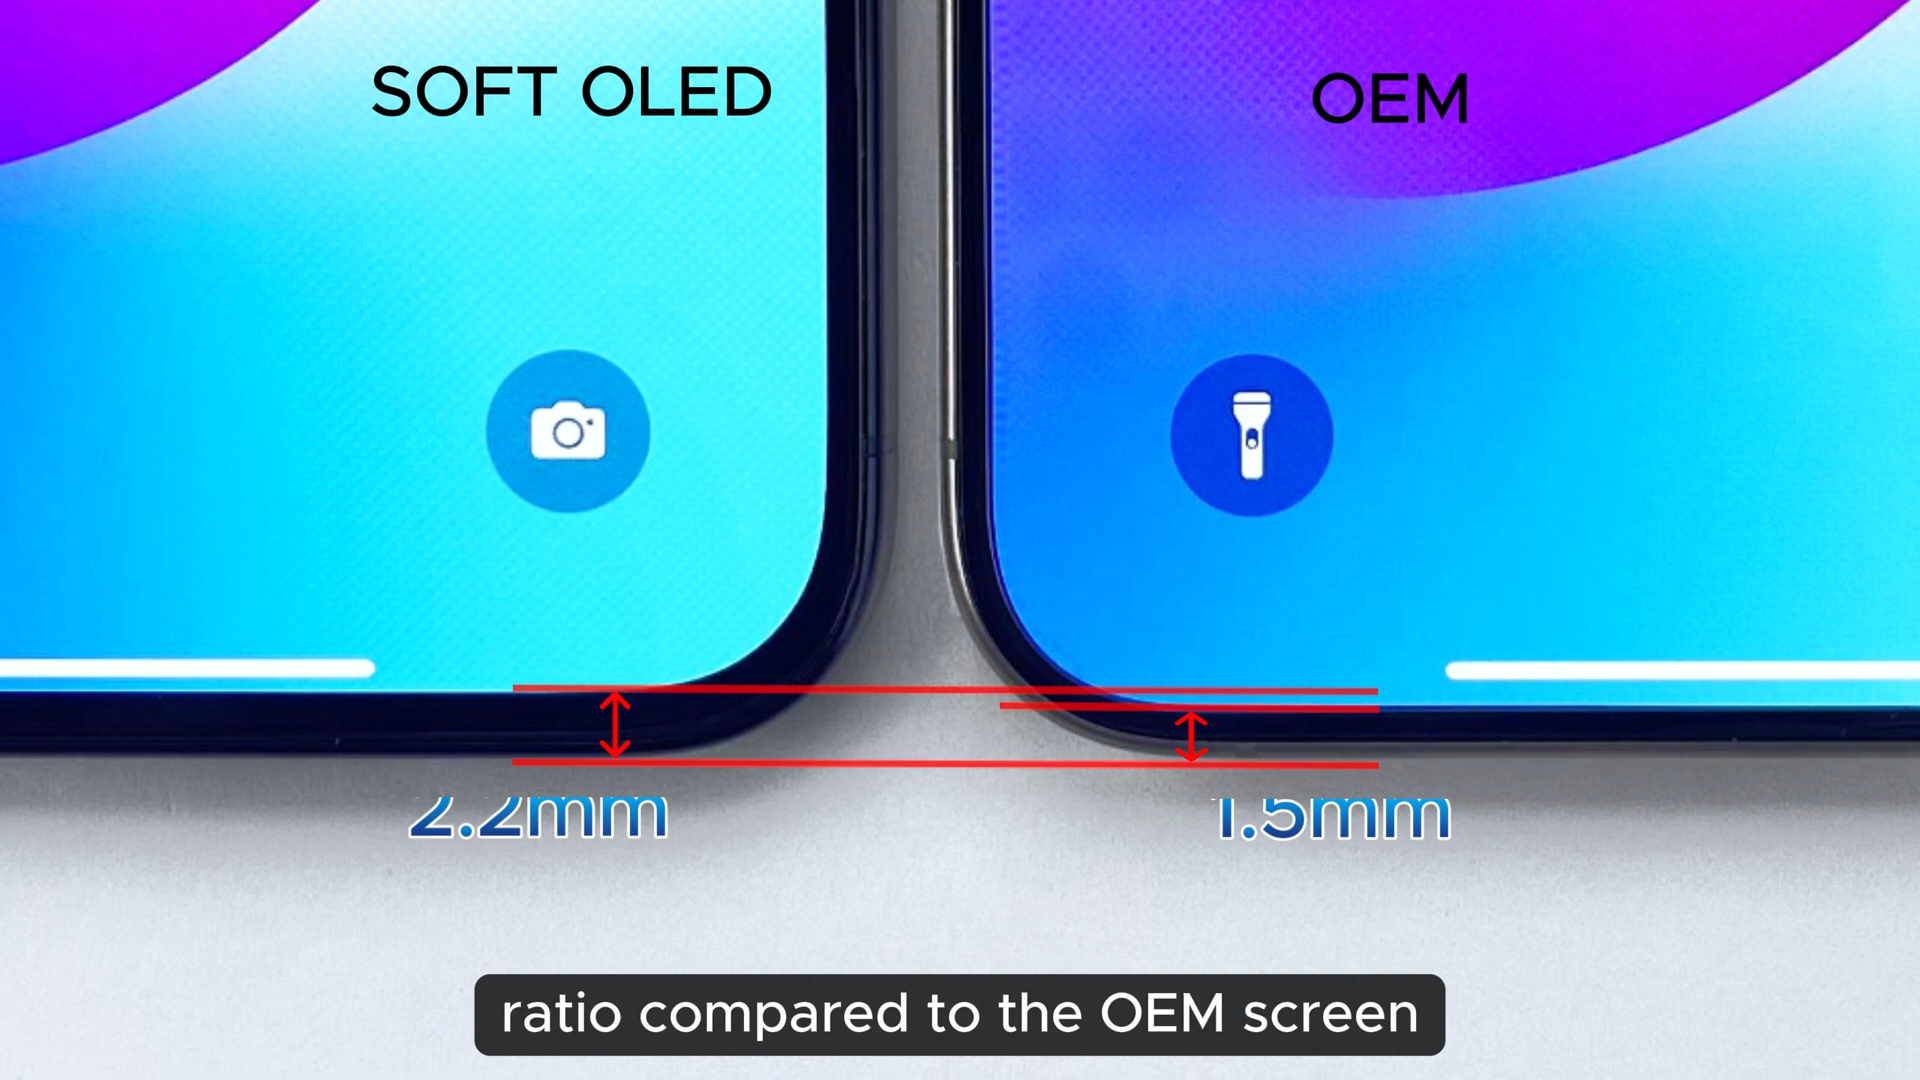 SOFT OLED
OEM
2.2mm
1.5mm
ratio compared to the OEM screen